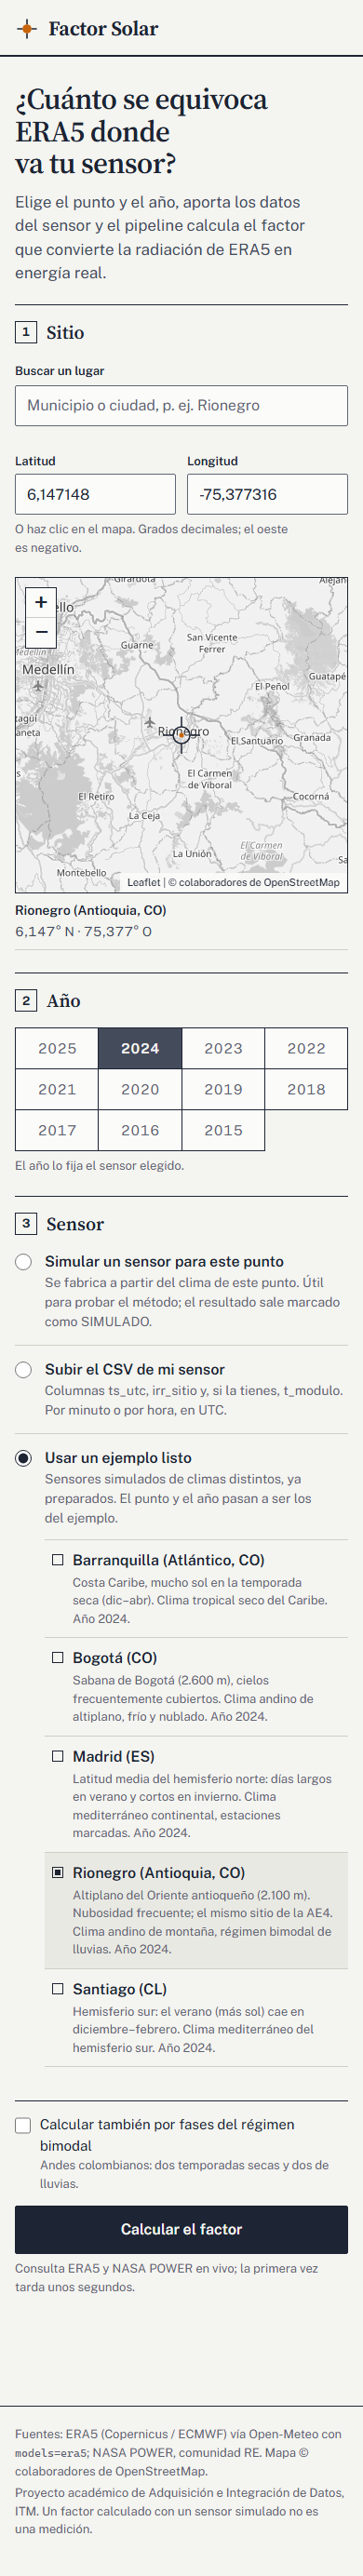 Factor Solar
¿Cuánto se equivoca
ERA5 donde
va tu sensor?
Elige el punto y el año, aporta los datos
del sensor y el pipeline calcula el factor
que convierte la radiación de ERA5 en
energía real.
1 Sitio
Buscar un lugar
Municipio o ciudad, p. ej. Rionegro
Latitud Longitud
6,147148 -75,377316
O haz clic en el mapa. Grados decimales; el oeste
es negativo.
Girardota
+
−
Guarne
San Vicente
Ferrer
Medellín
Guatapé
El Peñol
Rionegro
El Santuario
Granada
El Carmen
de Viboral
El Retiro
Cocorná
La Ceja
La Unión
El Carmen
de Viboral
Montebello
Leaflet | © colaboradores de OpenStreetMap
Rionegro (Antioquia, CO)
6,147° N · 75,377° O
2 Año
2025 2024 2023 2022
2021 2020 2019 2018
2017 2016 2015
El año lo fija el sensor elegido.
3 Sensor
Simular un sensor para este punto
Se fabrica a partir del clima de este punto. Útil
para probar el método; el resultado sale marcado
como SIMULADO.
Subir el CSV de mi sensor
Columnas ts_utc, irr_sitio y, si la tienes, t_modulo.
Por minuto o por hora, en UTC.
Usar un ejemplo listo
Sensores simulados de climas distintos, ya
preparados. El punto y el año pasan a ser los
del ejemplo.
Barranquilla (Atlántico, CO)
Costa Caribe, mucho sol en la temporada
seca (dic–abr). Clima tropical seco del Caribe.
Año 2024.
Bogotá (CO)
Sabana de Bogotá (2.600 m), cielos
frecuentemente cubiertos. Clima andino de
altiplano, frío y nublado. Año 2024.
Madrid (ES)
Latitud media del hemisferio norte: días largos
en verano y cortos en invierno. Clima
mediterráneo continental, estaciones
marcadas. Año 2024.
Rionegro (Antioquia, CO)
Altiplano del Oriente antioqueño (2.100 m).
Nubosidad frecuente; el mismo sitio de la AE4.
Clima andino de montaña, régimen bimodal de
lluvias. Año 2024.
Santiago (CL)
Hemisferio sur: el verano (más sol) cae en
diciembre–febrero. Clima mediterráneo del
hemisferio sur. Año 2024.
Calcular también por fases del régimen
bimodal
Andes colombianos: dos temporadas secas y dos de
lluvias.
Calcular el factor
Consulta ERA5 y NASA POWER en vivo; la primera vez
tarda unos segundos.
Fuentes: ERA5 (Copernicus / ECMWF) vía Open-Meteo con
models=era5; NASA POWER, comunidad RE. Mapa ©
colaboradores de OpenStreetMap.
Proyecto académico de Adquisición e Integración de Datos,
ITM. Un factor calculado con un sensor simulado no es
una medición.